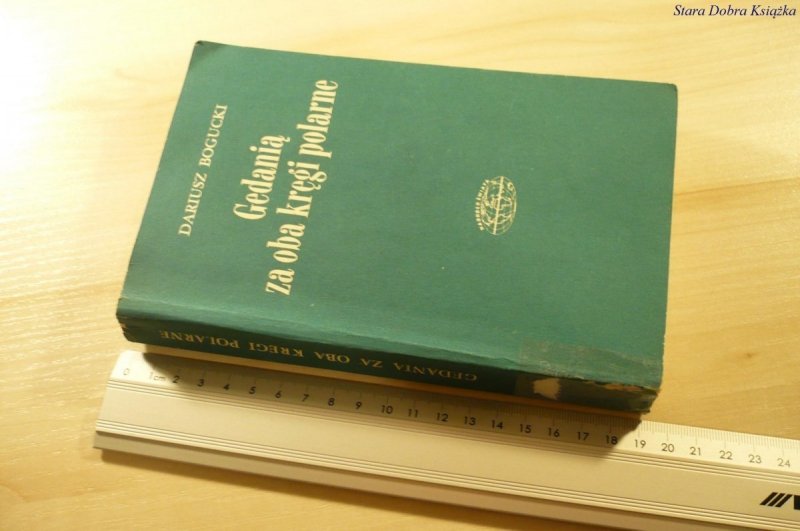 Stara Dobra Książka
DARIUSZ BOGUCKI
Gedanią
za oba kręgi polarne
GEDANIA ZA OBA KRĘGI POLARNE
0 1cm 2 3 4 5 6 7 8 9 10 11 12 13 14 15 16 17 18 19 20 21 22 23 24